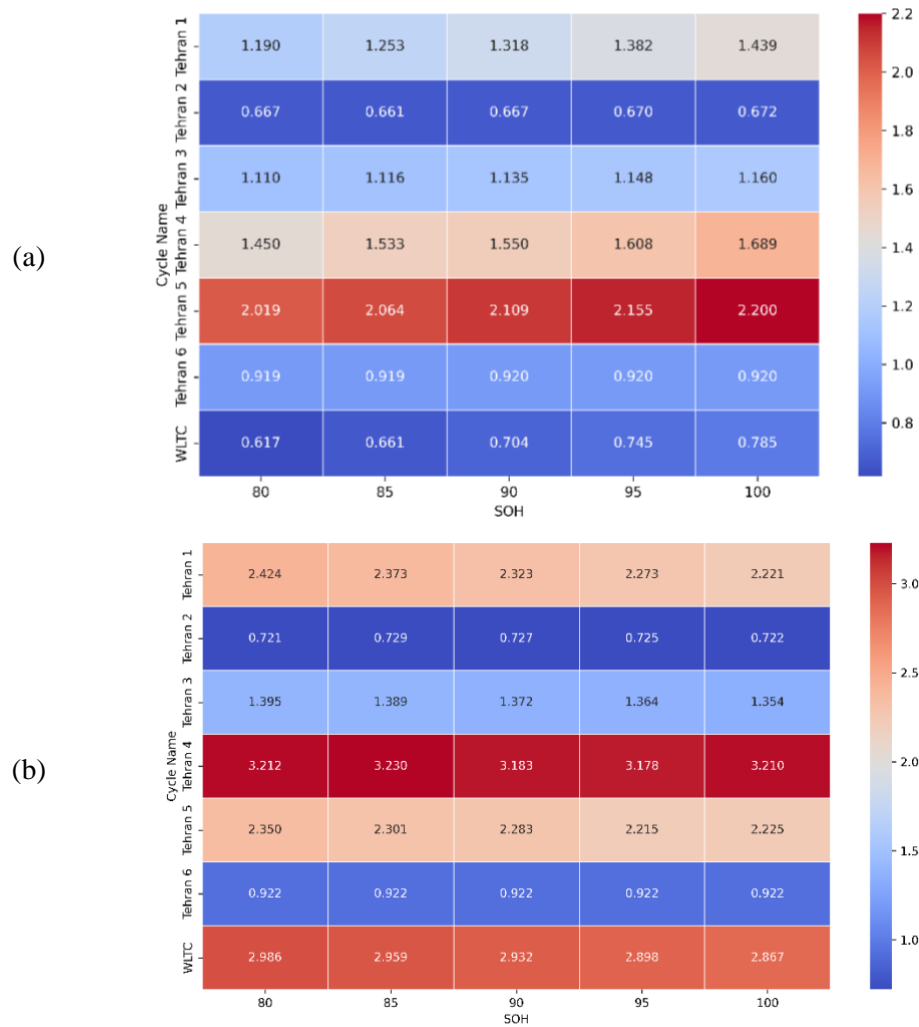 (a)
Cycle Name
Tehran 1 1.190 1.253 1.318 1.382 1.439
Tehran 2 0.667 0.661 0.667 0.670 0.672
Tehran 3 1.110 1.116 1.135 1.148 1.160
Tehran 4 1.450 1.533 1.550 1.608 1.689
Tehran 5 2.019 2.064 2.109 2.155 2.200
Tehran 6 0.919 0.919 0.920 0.920 0.920
WLTC 0.617 0.661 0.704 0.745 0.785
80 85 90 95 100
SOH
2.2
2.0
1.8
1.6
1.4
1.2
1.0
0.8
(b)
Cycle Name
Tehran 1 2.424 2.373 2.323 2.273 2.221
Tehran 2 0.721 0.729 0.727 0.725 0.722
Tehran 3 1.395 1.389 1.372 1.364 1.354
Tehran 4 3.212 3.230 3.183 3.178 3.210
Tehran 5 2.350 2.301 2.283 2.215 2.225
Tehran 6 0.922 0.922 0.922 0.922 0.922
WLTC 2.986 2.959 2.932 2.898 2.867
80 85 90 95 100
SOH
3.0
2.5
2.0
1.5
1.0